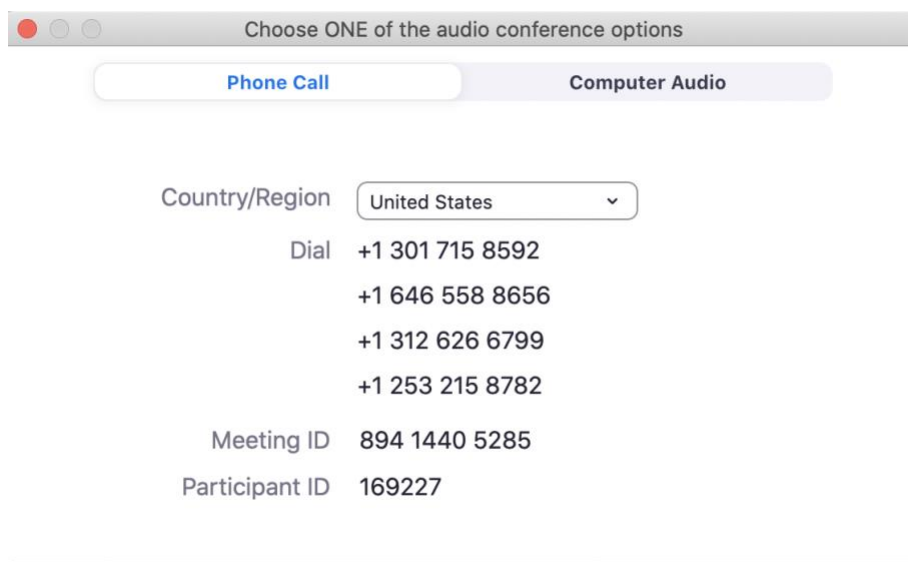 Choose ONE of the audio conference options
Phone Call Computer Audio
Country/Region United States
Dial +1 301 715 8592
+1 646 558 8656
+1 312 626 6799
+1 253 215 8782
Meeting ID 894 1440 5285
Participant ID 169227